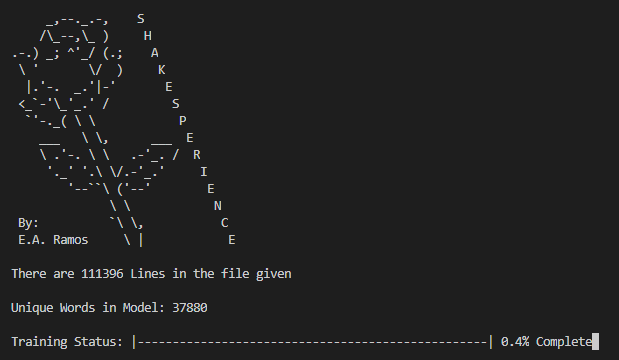 SHAKESPERIENCE
By:
E.A. Ramos
There are 111396 Lines in the file given
Unique Words in Model: 37880
Training Status: |--------------------------------------------------| 0.4% Complete